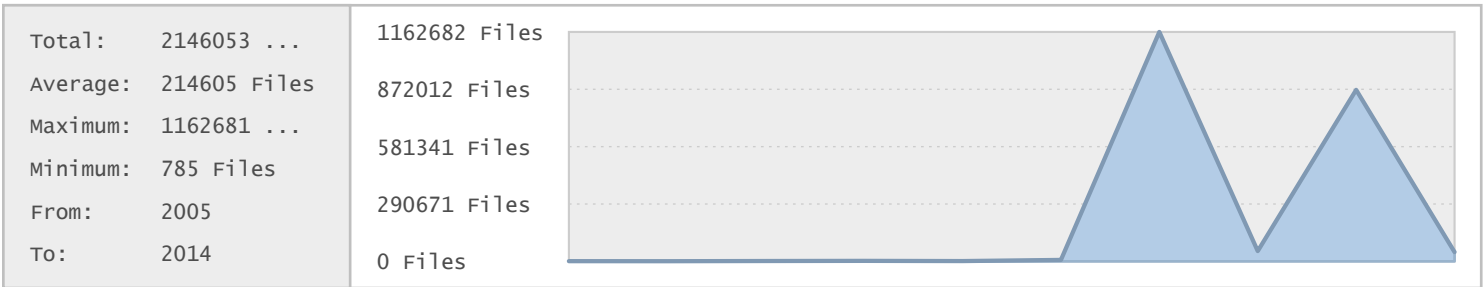 Total: 2146053 ...
Average: 214605 Files
Maximum: 1162681 ...
Minimum: 785 Files
From: 2005
To: 2014
1162682 Files
872012 Files
581341 Files
290671 Files
0 Files